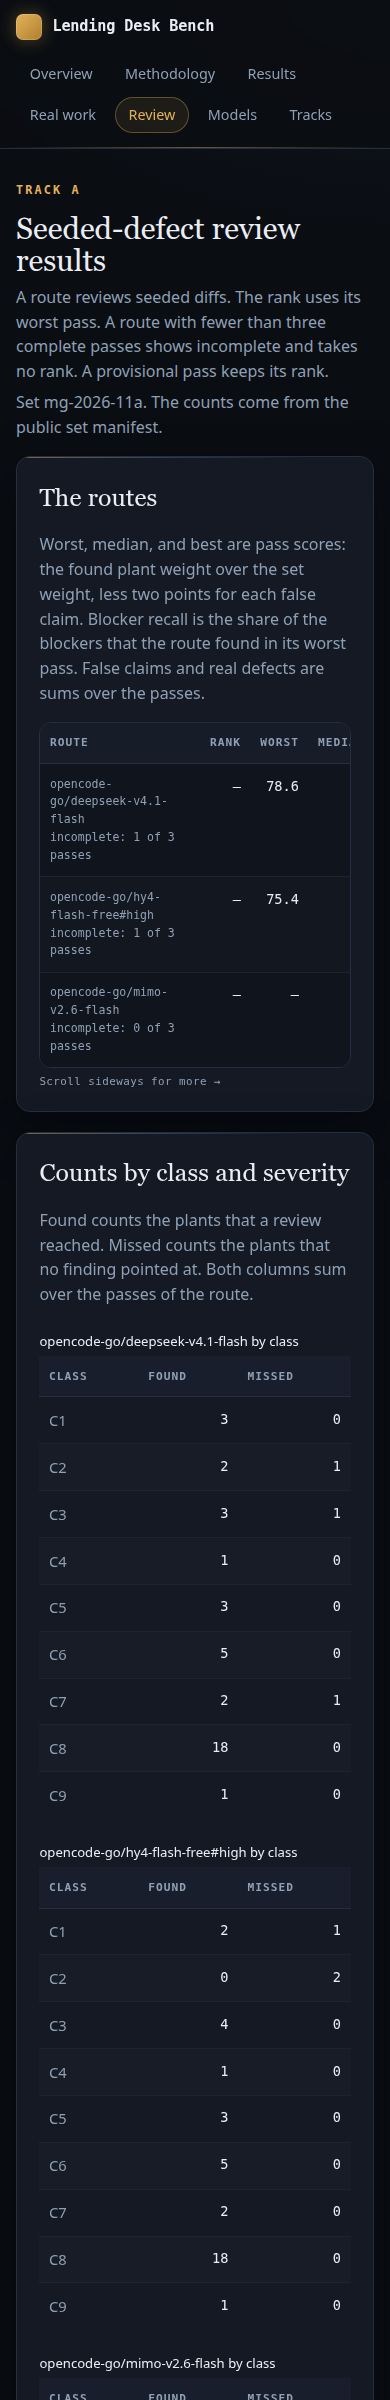 Lending Desk Bench
Overview Methodology Results
Real work Review Models Tracks
TRACK A
Seeded-defect review
results
A route reviews seeded diffs. The rank uses its
worst pass. A route with fewer than three
complete passes shows incomplete and takes
no rank. A provisional pass keeps its rank.
Set mg-2026-11a. The counts come from the
public set manifest.
The routes
Worst, median, and best are pass scores:
the found plant weight over the set
weight, less two points for each false
claim. Blocker recall is the share of the
blockers that the route found in its worst
pass. False claims and real defects are
sums over the passes.
ROUTE RANK WORST MEDI
opencode-
go/deepseek-v4.1-
flash
incomplete: 1 of 3
passes
— 78.6
opencode-go/hy4-
flash-free#high
incomplete: 1 of 3
passes
— 75.4
opencode-go/mimo-
v2.6-flash
incomplete: 0 of 3
passes
— —
Scroll sideways for more →
Counts by class and severity
Found counts the plants that a review
reached. Missed counts the plants that
no finding pointed at. Both columns sum
over the passes of the route.
opencode-go/deepseek-v4.1-flash by class
CLASS FOUND MISSED
C1 3 0
C2 2 1
C3 3 1
C4 1 0
C5 3 0
C6 5 0
C7 2 1
C8 18 0
C9 1 0
opencode-go/hy4-flash-free#high by class
CLASS FOUND MISSED
C1 2 1
C2 0 2
C3 4 0
C4 1 0
C5 3 0
C6 5 0
C7 2 0
C8 18 0
C9 1 0
opencode-go/mimo-v2.6-flash by class
CLASS FOUND MISSED